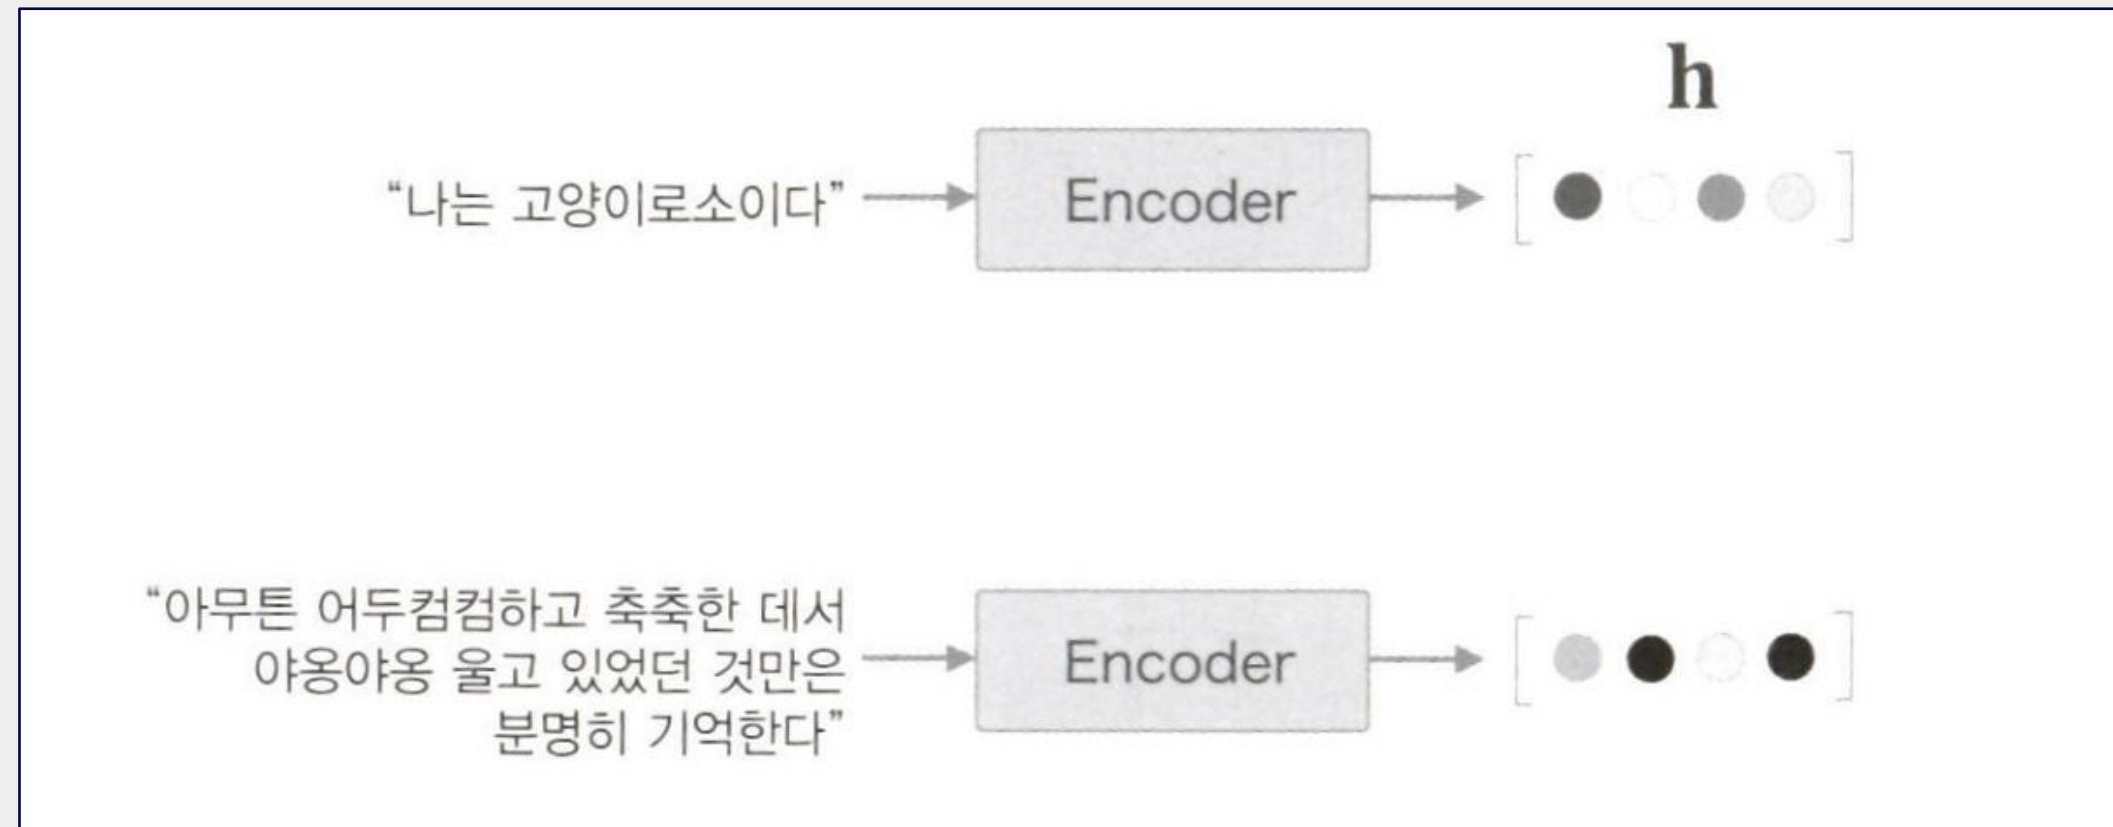 h
“나는 고양이로소이다”
Encoder
“아무튼 어두컴컴하고 축축한 데서
야옹야옹 울고 있었던 것만은
분명히 기억한다”
Encoder